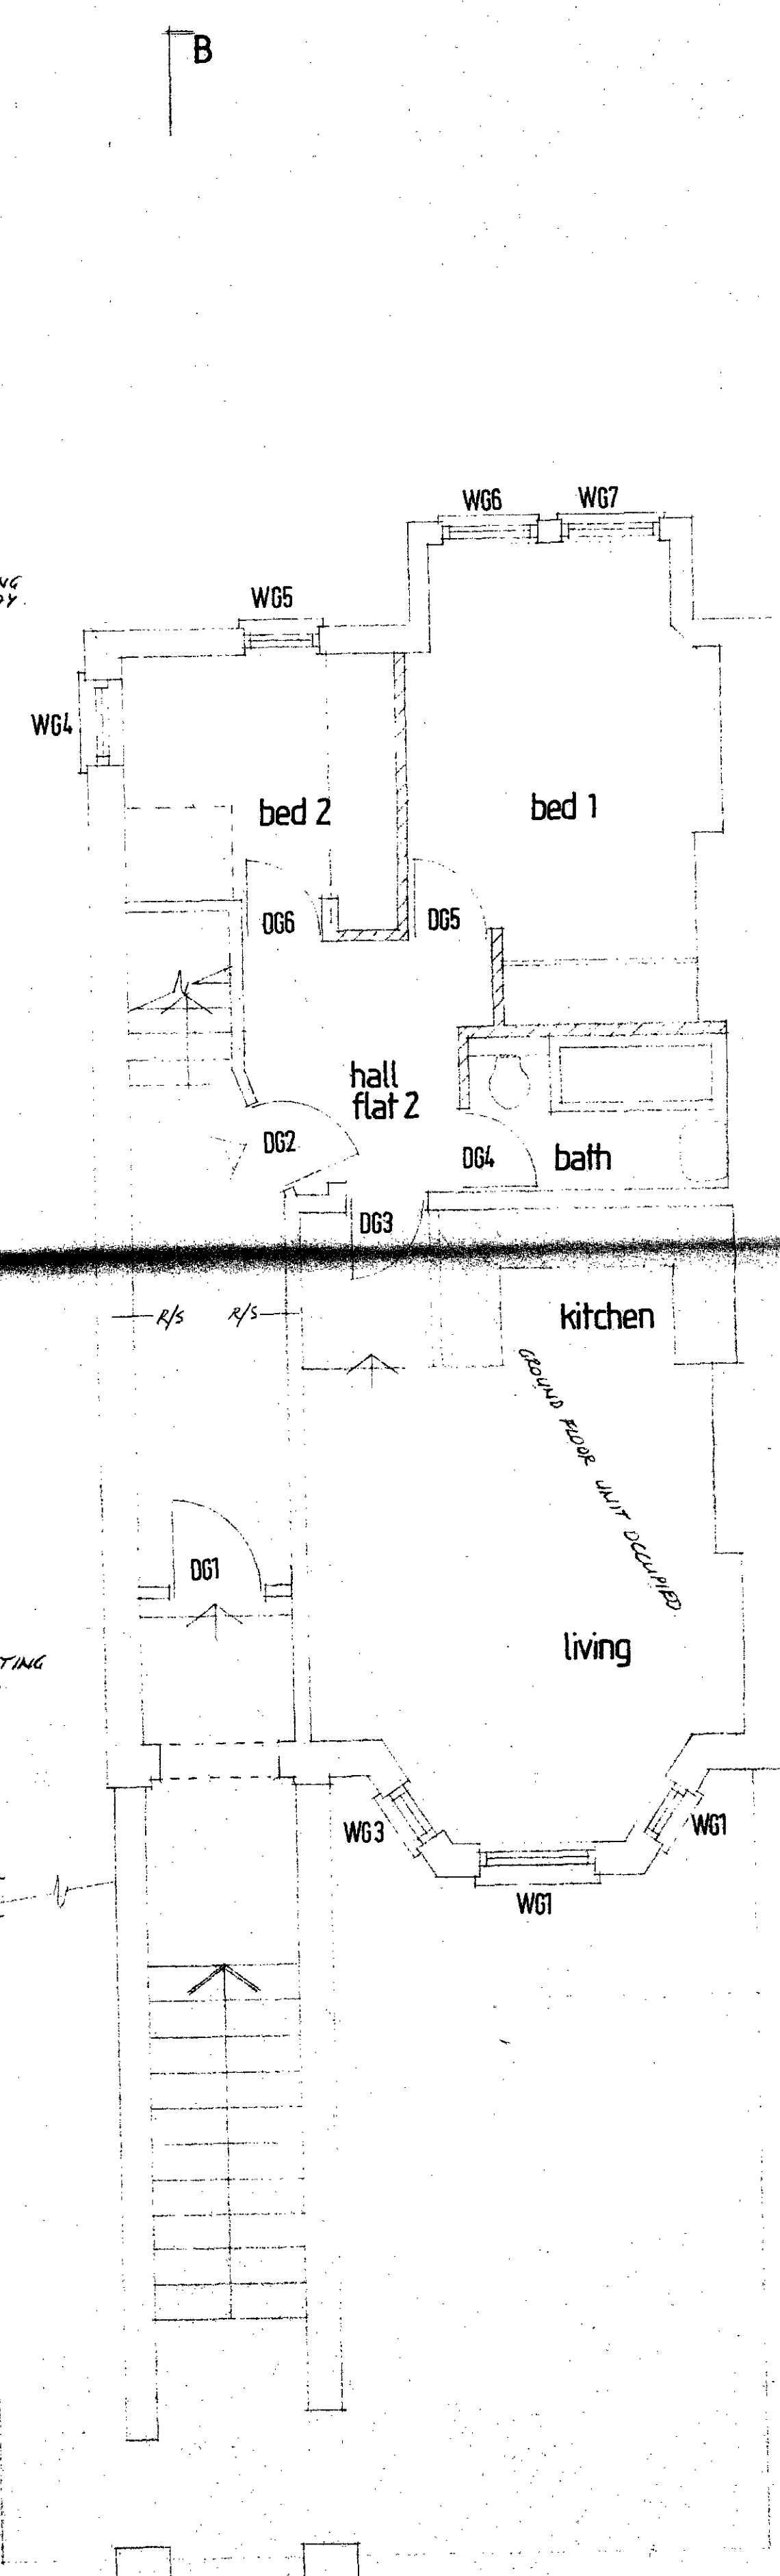 B
WG6
WG7
WG5
WG4
bed 2
bed 1
DG6
DG5
hall
flat 2
DG2
DG4
bath
DG3
R/S
R/S
kitchen
GROUND FLOOR UNIT OCCUPIED
DG1
living
WG3
WG1
WG1